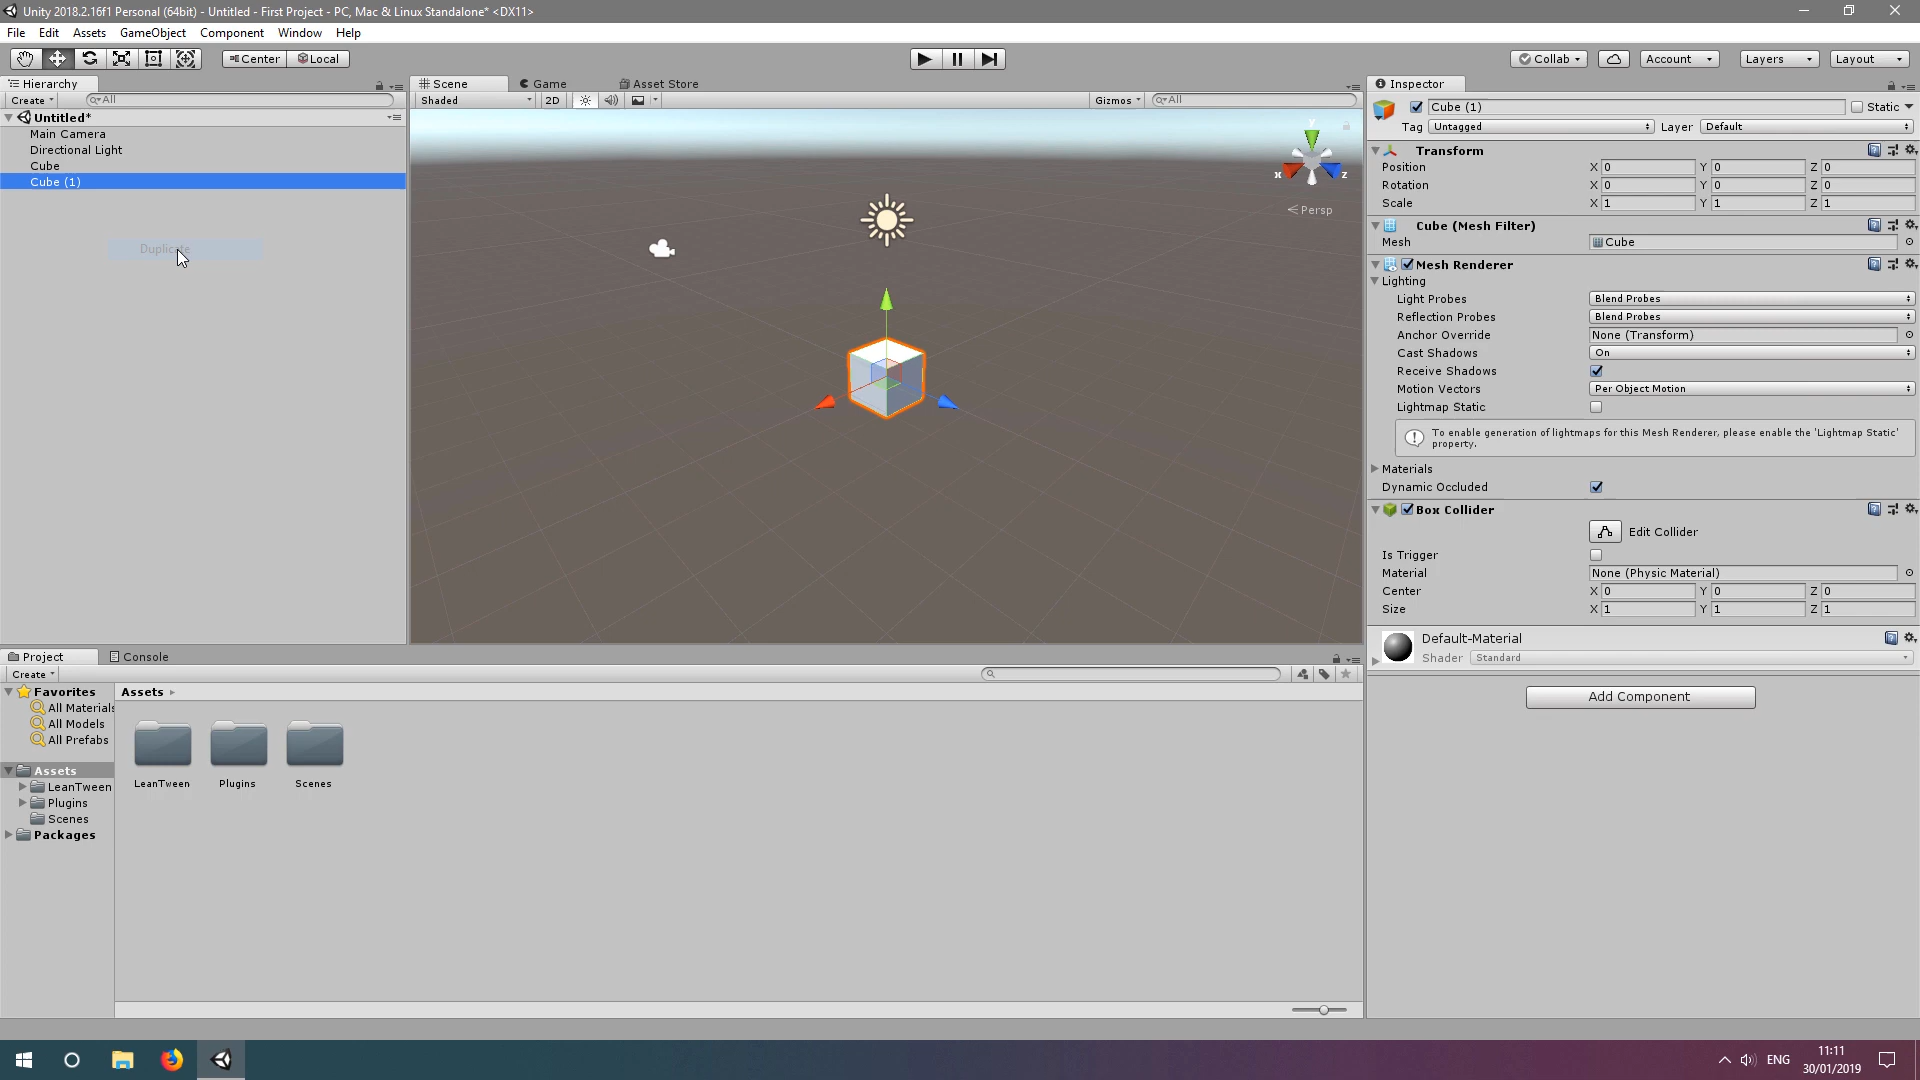 Unity 2018.2.16f1 Personal (64bit) - Untitled - First Project - PC, Mac & Linux Standalone* <DX11>
File Edit Assets GameObject Component Window Help
Center Local
Collab Account Layers Layout
Hierarchy
Create All
Untitled*
Main Camera
Directional Light
Cube
Cube (1)
Duplicate
Scene Game Asset Store
Shaded 2D Gizmos All
y
x z
Persp
Inspector
Cube (1) Static
Tag Untagged Layer Default
Transform
Position X 0 Y 0 Z 0
Rotation X 0 Y 0 Z 0
Scale X 1 Y 1 Z 1
Cube (Mesh Filter)
Mesh Cube
Mesh Renderer
Lighting
Light Probes Blend Probes
Reflection Probes Blend Probes
Anchor Override None (Transform)
Cast Shadows On
Receive Shadows
Motion Vectors Per Object Motion
Lightmap Static
To enable generation of lightmaps for this Mesh Renderer, please enable the 'Lightmap Static'
property.
Materials
Dynamic Occluded
Box Collider
Edit Collider
Is Trigger
Material None (Physic Material)
Center X 0 Y 0 Z 0
Size X 1 Y 1 Z 1
Default-Material
Shader Standard
Add Component
Project Console
Create
Favorites
All Materials
All Models
All Prefabs
Assets
LeanTween
Plugins
Scenes
Packages
Assets
LeanTween Plugins Scenes
ENG
11:11
30/01/2019